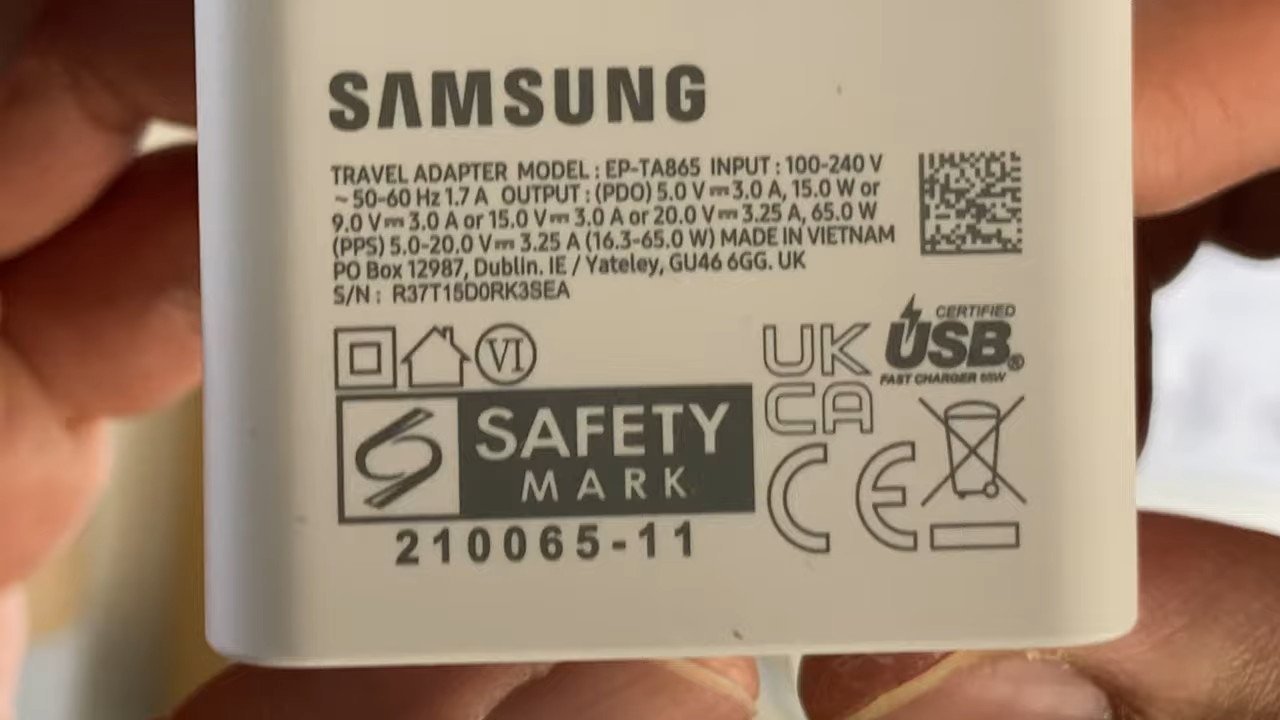 SAMSUNG
TRAVEL ADAPTER MODEL : EP-TA865 INPUT : 100-240 V
~ 50-60 Hz 1.7 A OUTPUT : (PDO) 5.0 V⎓3.0 A, 15.0 W or
9.0 V⎓ 3.0 A or 15.0 V⎓ 3.0 A or 20.0 V⎓ 3.25 A, 65.0 W
(PPS) 5.0-20.0 V⎓ 3.25 A (16.3-65.0 W) MADE IN VIETNAM
PO Box 12987, Dublin. IE / Yateley, GU46 6GG. UK
S/N : R37T15D0RK3SEA
VI
UK
CA
CERTIFIED
USB®
FAST CHARGER 65W
SAFETY
MARK
CE
210065-11